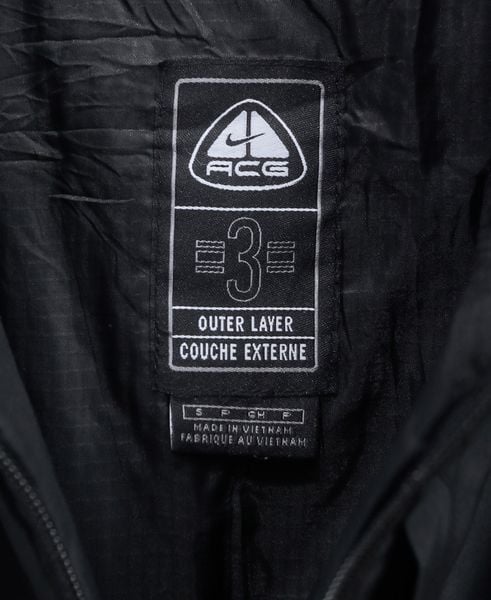 ACG
3
OUTER LAYER
COUCHE EXTERNE
S P CH P
MADE IN VIETNAM
FABRIQUE AU VIETNAM